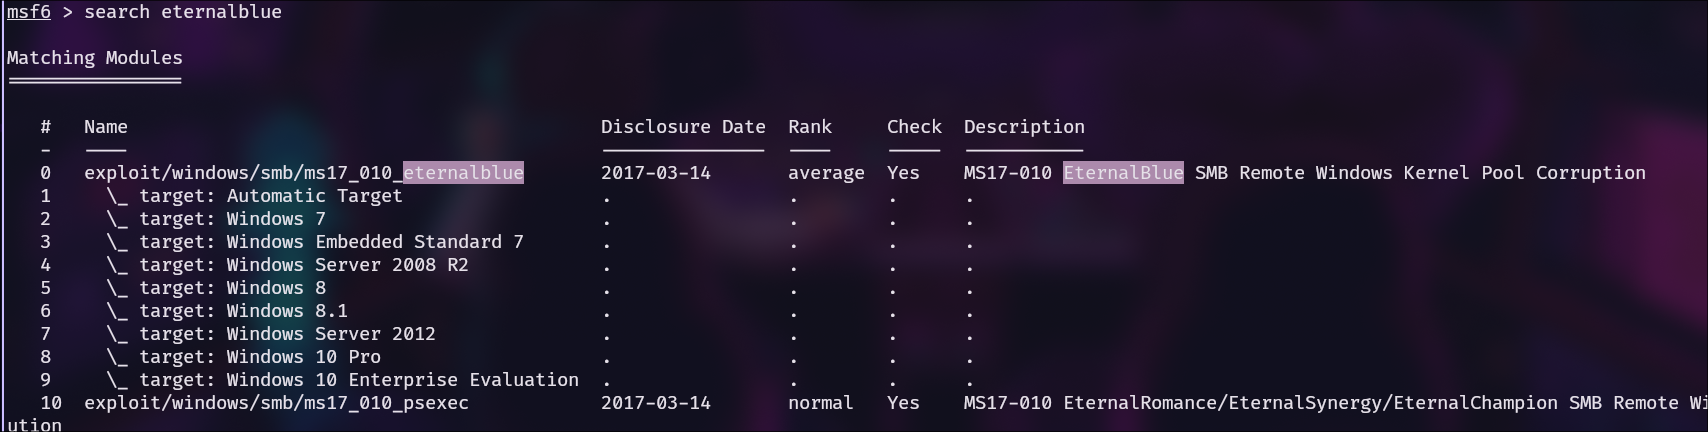 msf6 > search eternalblue
Matching Modules
================
#   Name   Disclosure Date   Rank   Check   Description
-   ----   ---------------   ----   -----   -----------
0   exploit/windows/smb/ms17_010_eternalblue   2017-03-14   average   Yes   MS17-010 EternalBlue SMB Remote Windows Kernel Pool Corruption
1   \_ target: Automatic Target   .   .   .   .
2   \_ target: Windows 7   .   .   .   .
3   \_ target: Windows Embedded Standard 7   .   .   .   .
4   \_ target: Windows Server 2008 R2   .   .   .   .
5   \_ target: Windows 8   .   .   .   .
6   \_ target: Windows 8.1   .   .   .   .
7   \_ target: Windows Server 2012   .   .   .   .
8   \_ target: Windows 10 Pro   .   .   .   .
9   \_ target: Windows 10 Enterprise Evaluation   .   .   .   .
10   exploit/windows/smb/ms17_010_psexec   2017-03-14   normal   Yes   MS17-010 EternalRomance/EternalSynergy/EternalChampion SMB Remote Wi
ution